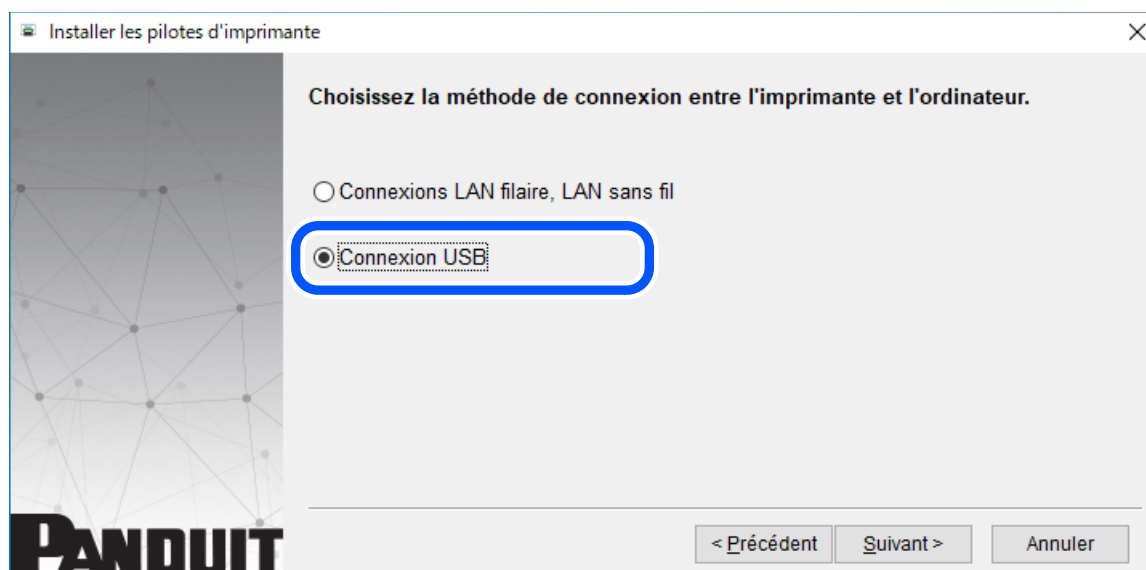 Installer les pilotes d'imprimante
Choisissez la méthode de connexion entre l'imprimante et l'ordinateur.
Connexions LAN filaire, LAN sans fil
Connexion USB
PANDUIT
< Précédent
Suivant >
Annuler